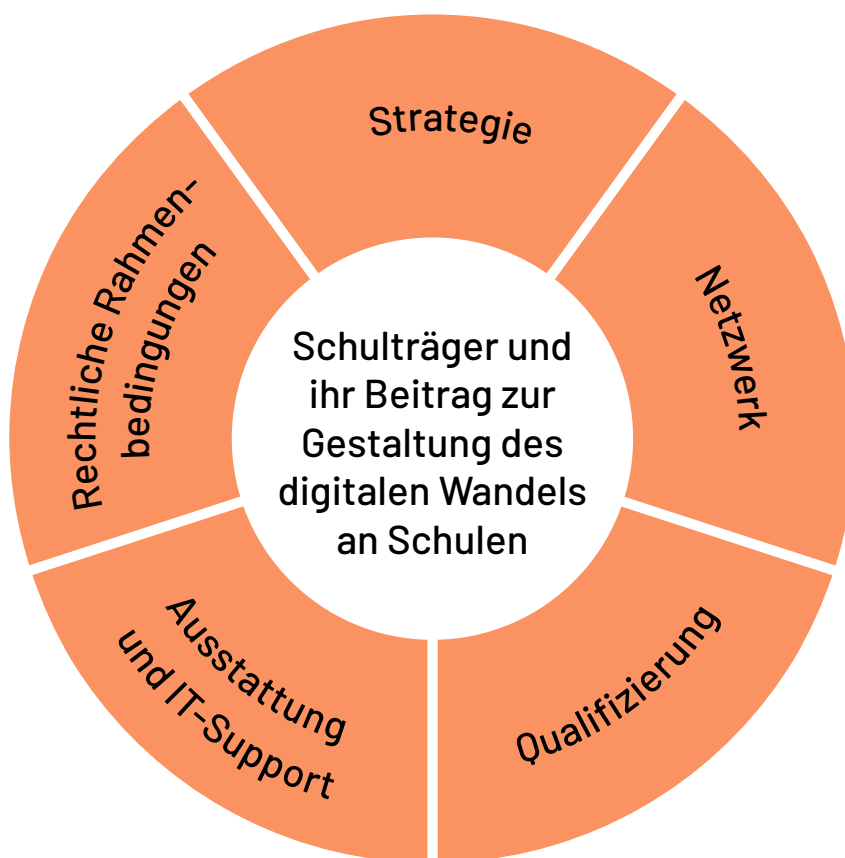 Strategie
Netzwerk
Qualifizierung
Ausstattung
und IT-Support
Rechtliche Rahmen-
bedingungen
Schulträger und
ihr Beitrag zur
Gestaltung des
digitalen Wandels
an Schulen